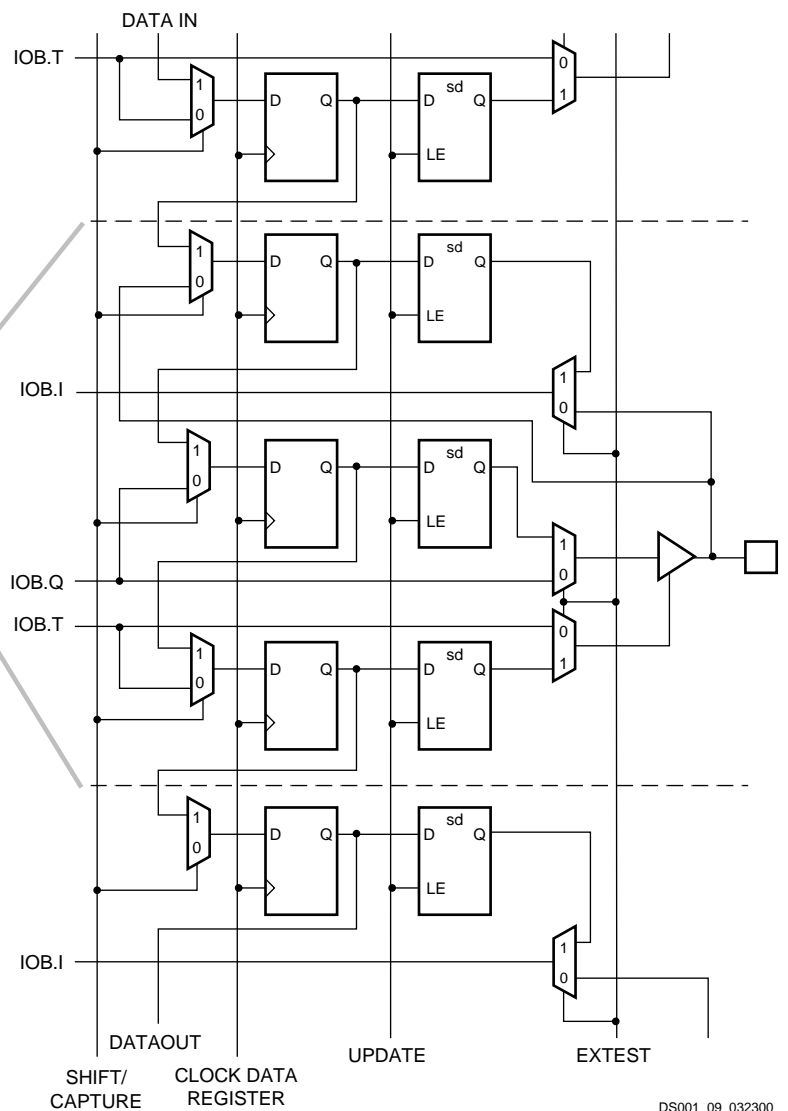 DATA IN
IOB.T
0
1
1
0
D Q
sd
D Q
LE
1
0
D Q
sd
D Q
LE
IOB.I
1
0
1
0
D Q
sd
D Q
LE
1
0
IOB.Q
IOB.T
0
1
1
0
D Q
sd
D Q
LE
1
0
D Q
sd
D Q
LE
IOB.I
1
0
DATAOUT
UPDATE
EXTEST
SHIFT/
CAPTURE
CLOCK DATA
REGISTER
DS001_09_032300